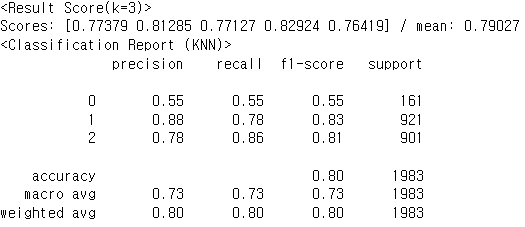 <Result Score(k=3)>
Scores: [0.77379 0.81285 0.77127 0.82924 0.76419] / mean: 0.79027
<Classification Report (KNN)>
precision recall f1-score support
0 0.55 0.55 0.55 161
1 0.88 0.78 0.83 921
2 0.78 0.86 0.81 901
accuracy 0.80 1983
macro avg 0.73 0.73 0.73 1983
weighted avg 0.80 0.80 0.80 1983